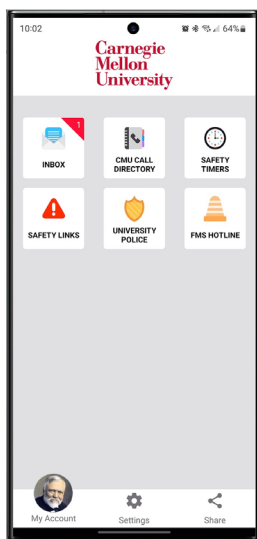 10:02
64%
Carnegie
Mellon
University
1
INBOX
CMU CALL
DIRECTORY
SAFETY
TIMERS
SAFETY LINKS
UNIVERSITY
POLICE
FMS HOTLINE
My Account
Settings
Share